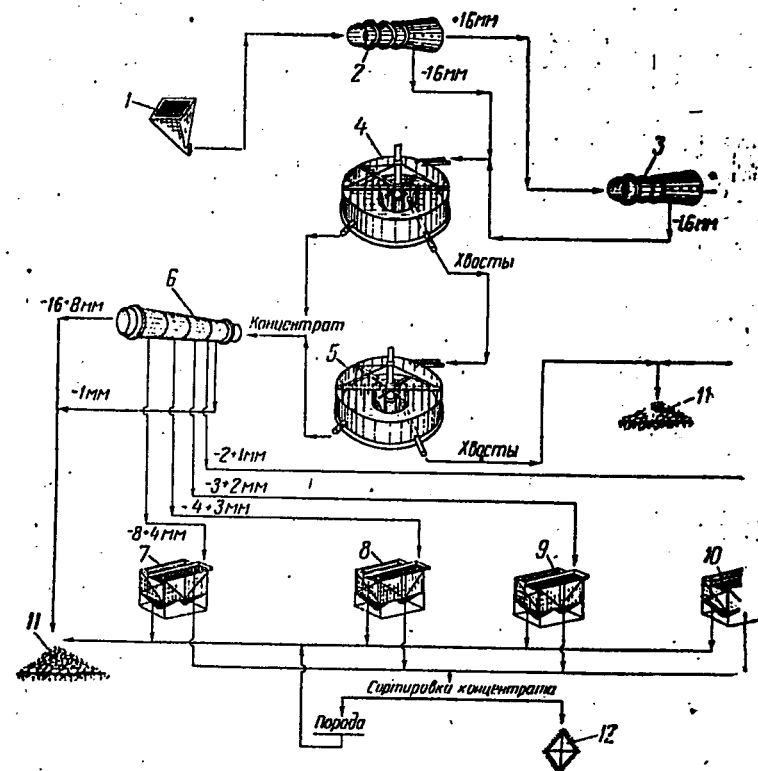 +16мм
2
-16мм
1
4
3
-16мм
Хвосты
6
-16+8мм
Концентрат
5
-1мм
11
Хвосты
-2+1мм
-3+2мм
-4+3мм
-8+4мм
7
8
9
10
11
Сортировка концентрата
Порода
12